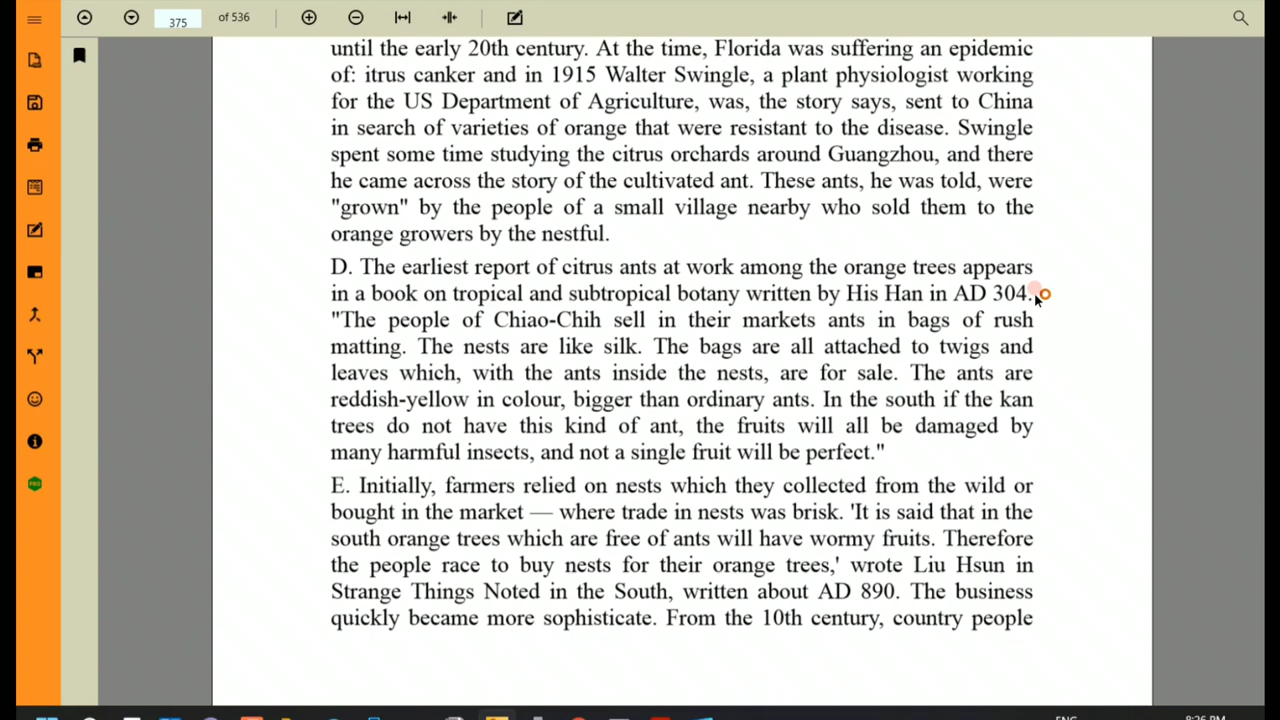 375
of 536
until the early 20th century. At the time, Florida was suffering an epidemic
of: itrus canker and in 1915 Walter Swingle, a plant physiologist working
for the US Department of Agriculture, was, the story says, sent to China
in search of varieties of orange that were resistant to the disease. Swingle
spent some time studying the citrus orchards around Guangzhou, and there
he came across the story of the cultivated ant. These ants, he was told, were
"grown" by the people of a small village nearby who sold them to the
orange growers by the nestful.
D. The earliest report of citrus ants at work among the orange trees appears
in a book on tropical and subtropical botany written by His Han in AD 304.
"The people of Chiao-Chih sell in their markets ants in bags of rush
matting. The nests are like silk. The bags are all attached to twigs and
leaves which, with the ants inside the nests, are for sale. The ants are
reddish-yellow in colour, bigger than ordinary ants. In the south if the kan
trees do not have this kind of ant, the fruits will all be damaged by
many harmful insects, and not a single fruit will be perfect."
E. Initially, farmers relied on nests which they collected from the wild or
bought in the market — where trade in nests was brisk. 'It is said that in the
south orange trees which are free of ants will have wormy fruits. Therefore
the people race to buy nests for their orange trees,' wrote Liu Hsun in
Strange Things Noted in the South, written about AD 890. The business
quickly became more sophisticate. From the 10th century, country people
PRO
ENG
8:26 PM